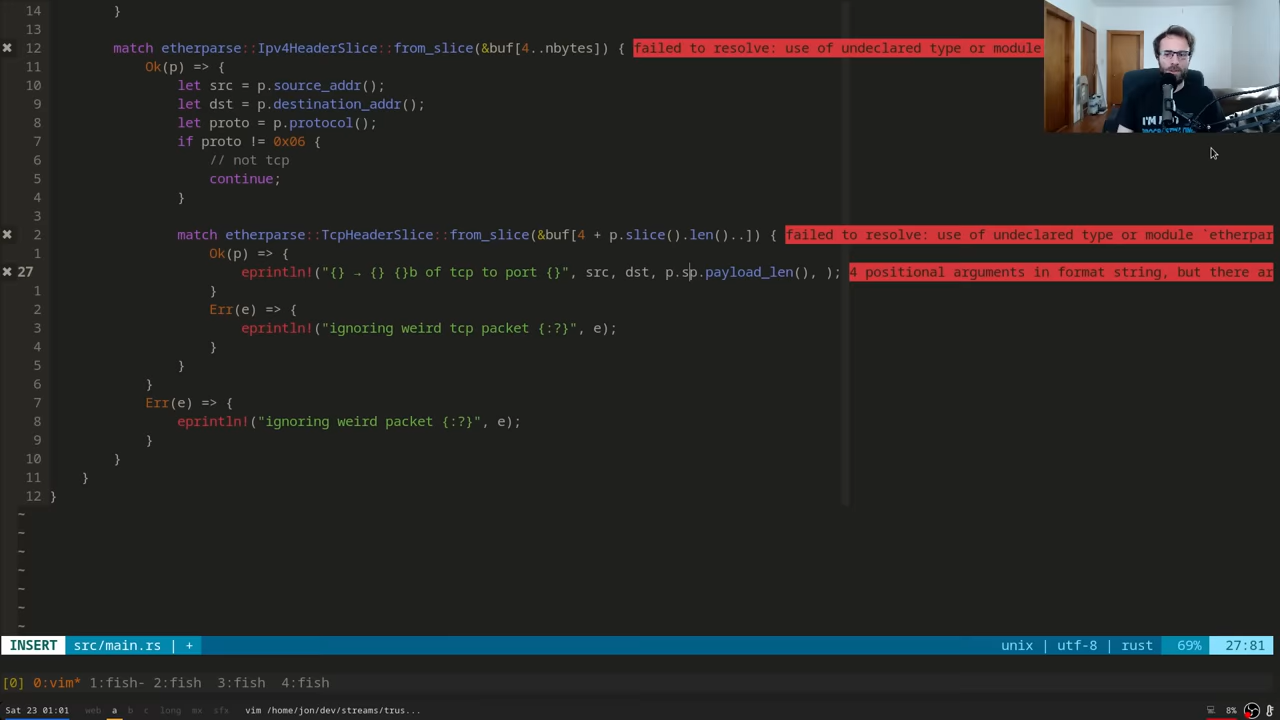 14         }
13
12         match etherparse::Ipv4HeaderSlice::from_slice(&buf[4..nbytes]) { failed to resolve: use of undeclared type or module
11             Ok(p) => {
10                 let src = p.source_addr();
9                 let dst = p.destination_addr();
8                 let proto = p.protocol();
7                 if proto != 0x06 {
6                     // not tcp
5                     continue;
4                 }
3
2                 match etherparse::TcpHeaderSlice::from_slice(&buf[4 + p.slice().len()..]) { failed to resolve: use of undeclared type or module `etherpar
1                     Ok(p) => {
27                         eprintln!("{} → {} {}b of tcp to port {}", src, dst, p.sp.payload_len(), ); 4 positional arguments in format string, but there ar
1                     }
2                     Err(e) => {
3                         eprintln!("ignoring weird tcp packet {:?}", e);
4                     }
5                 }
6             }
7             Err(e) => {
8                 eprintln!("ignoring weird packet {:?}", e);
9             }
10         }
11     }
12 }
~
~
~
~
~
~
~
INSERT src/main.rs | + unix | utf-8 | rust 69% 27:81
[0] 0:vim* 1:fish- 2:fish 3:fish 4:fish
Sat 23 01:01 web a b c long mx sfx vim /home/jon/dev/streams/trus... 8%